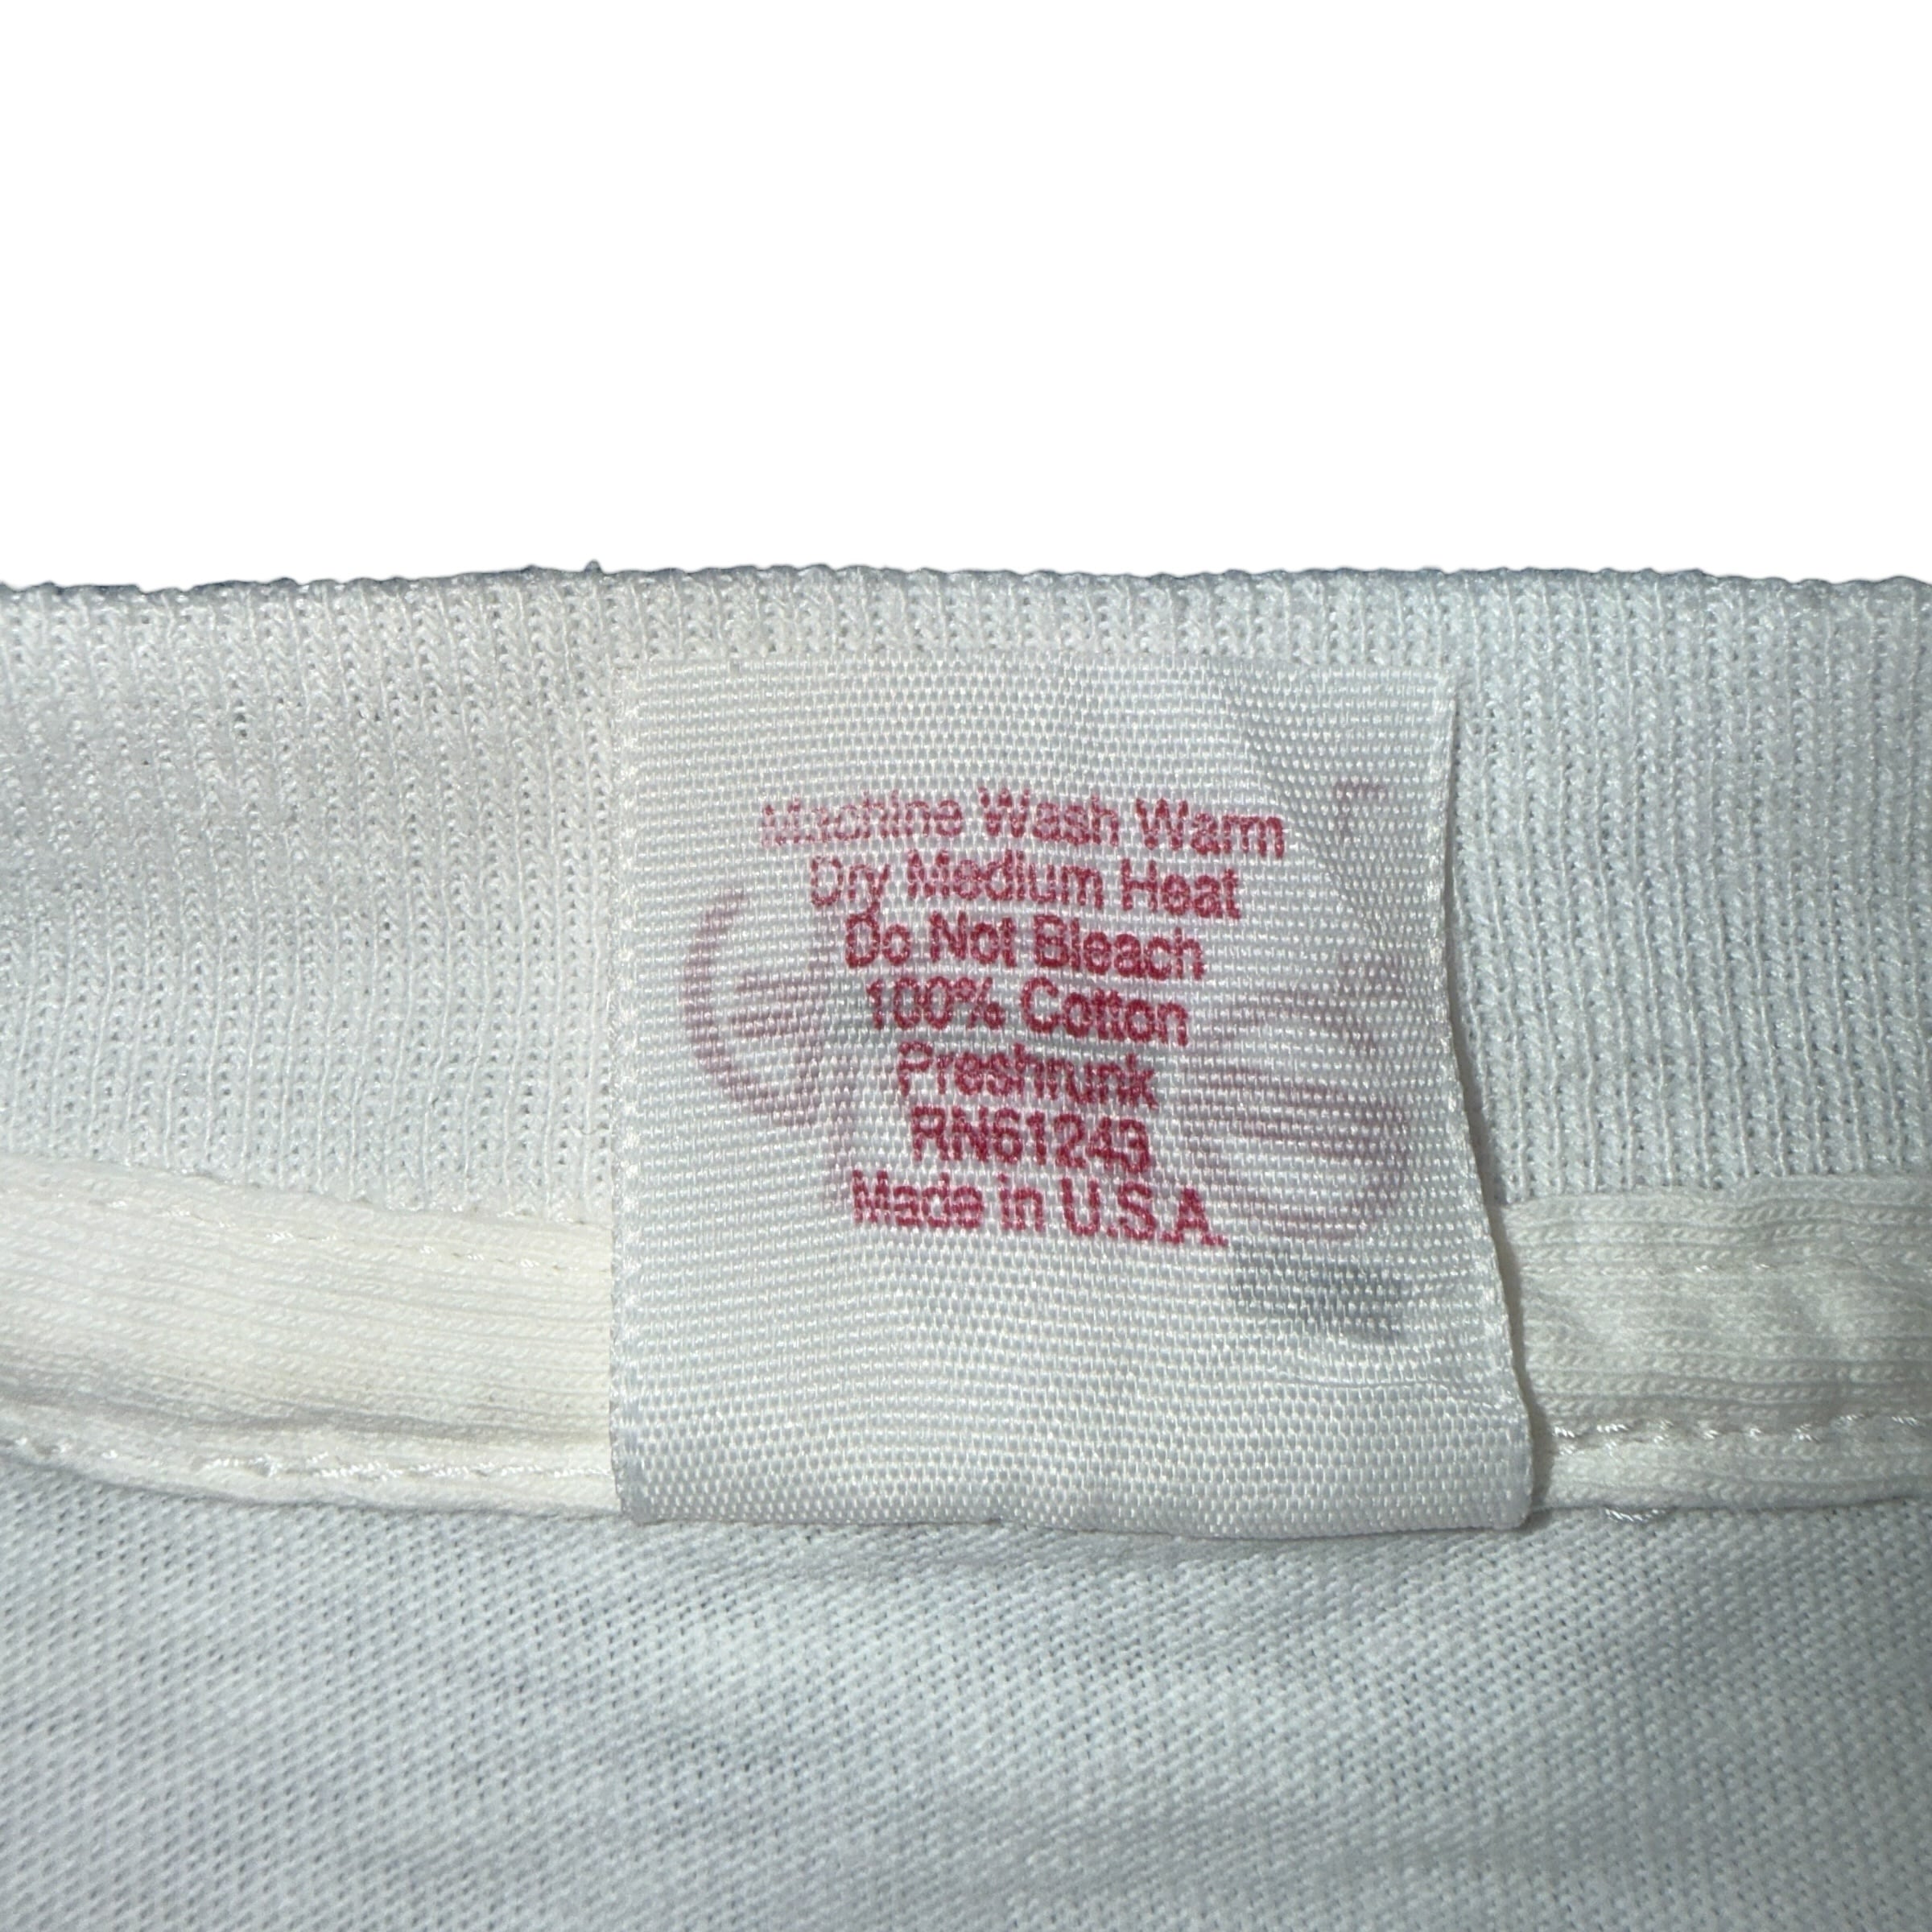 Machine Wash Warm
Dry Medium Heat
Do Not Bleach
100% Cotton
Preshrunk
RN61243
Made in U.S.A.